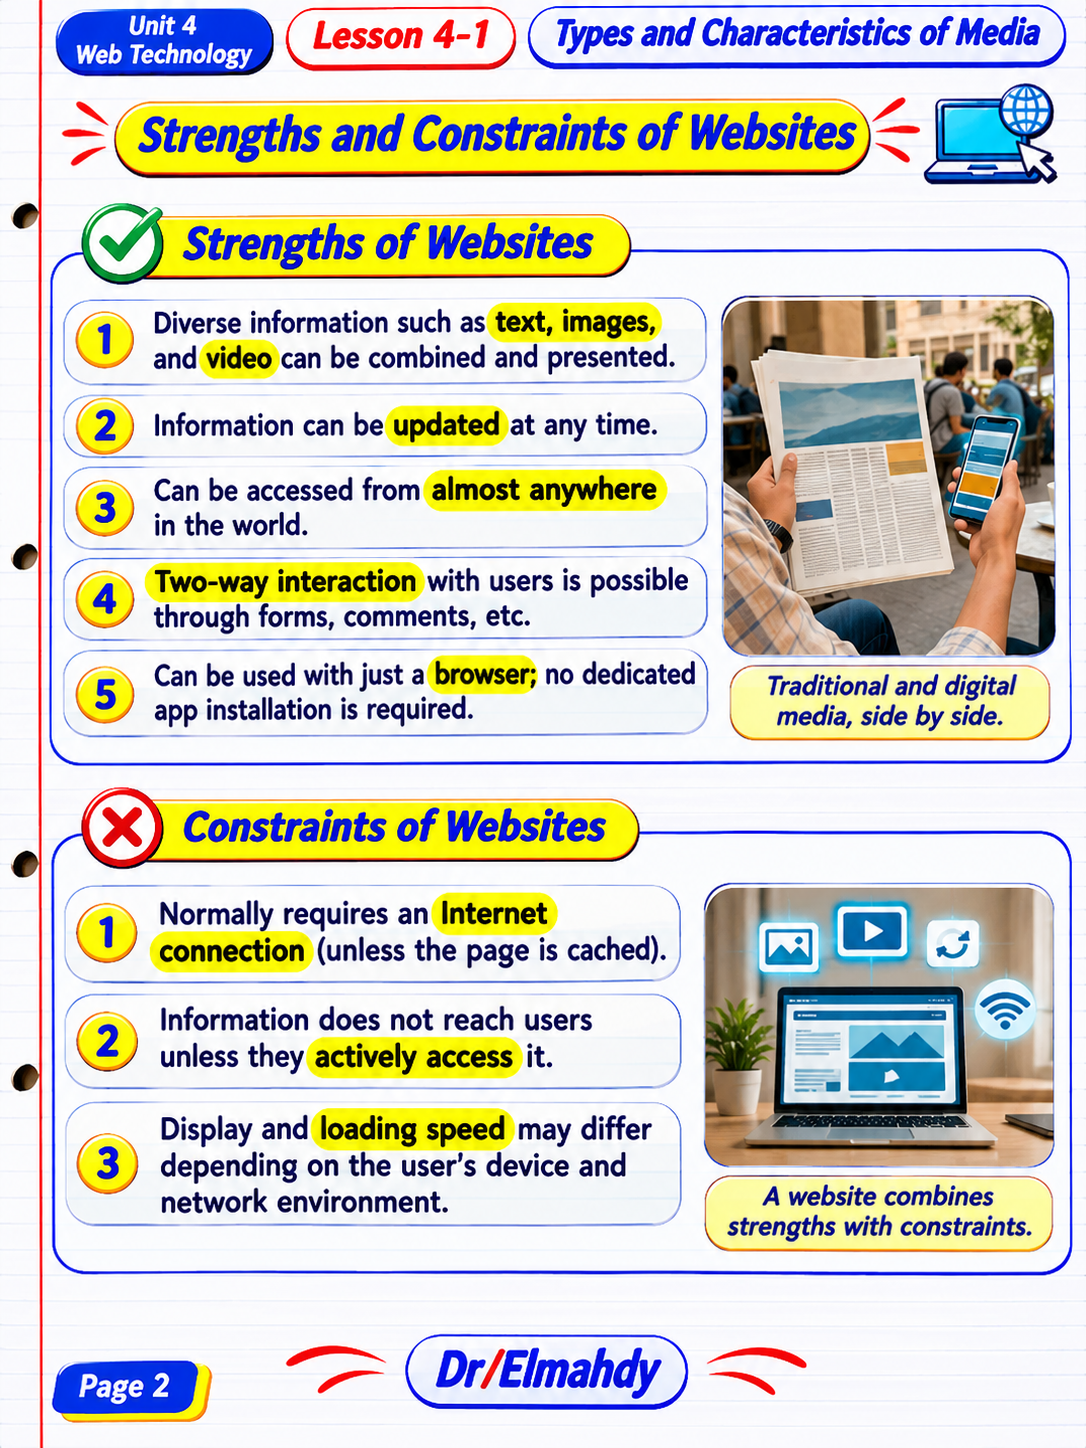 Unit 4
Web Technology
Lesson 4-1
Types and Characteristics of Media
Strengths and Constraints of Websites
Strengths of Websites
1
Diverse information such as text, images,
and video can be combined and presented.
2
Information can be updated at any time.
3
Can be accessed from almost anywhere
in the world.
4
Two-way interaction with users is possible
through forms, comments, etc.
5
Can be used with just a browser; no dedicated
app installation is required.
Traditional and digital
media, side by side.
Constraints of Websites
1
Normally requires an Internet
connection (unless the page is cached).
2
Information does not reach users
unless they actively access it.
3
Display and loading speed may differ
depending on the user's device and
network environment.
A website combines
strengths with constraints.
Page 2
Dr/Elmahdy